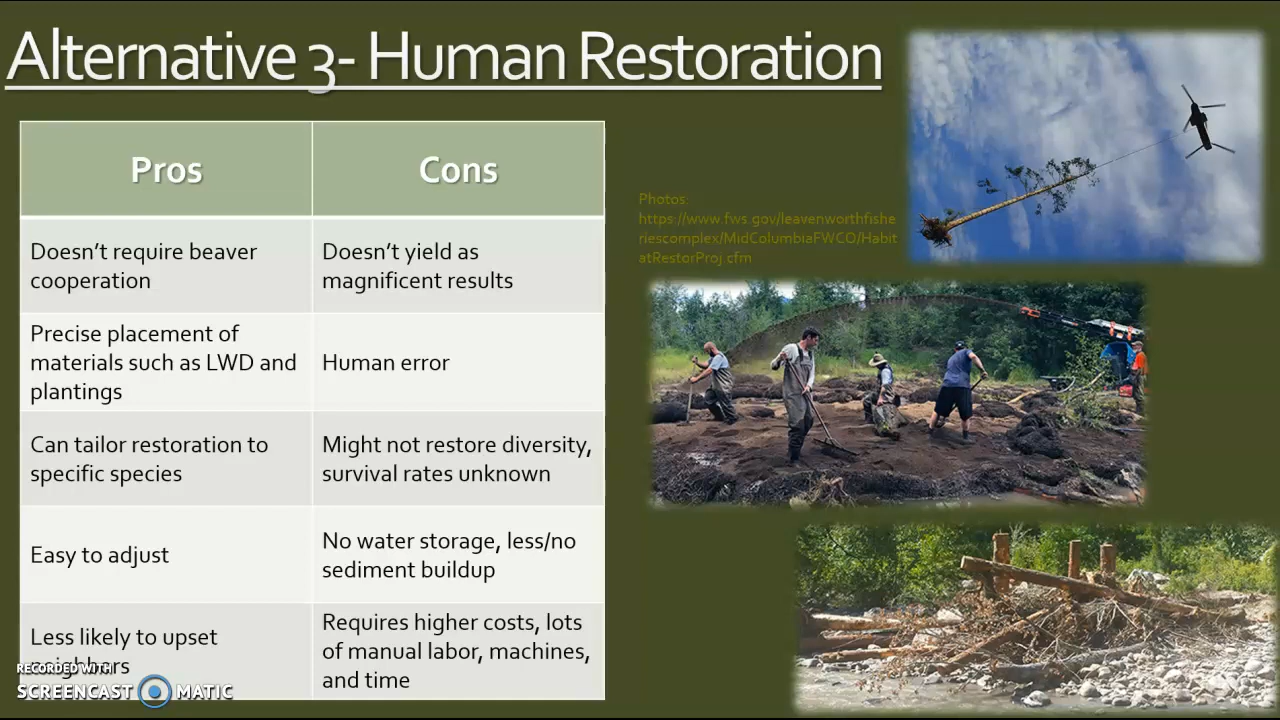 Alternative 3- Human Restoration
Pros
Cons
Doesn't require beaver
cooperation
Doesn't yield as
magnificent results
Precise placement of
materials such as LWD and
plantings
Human error
Can tailor restoration to
specific species
Might not restore diversity,
survival rates unknown
Easy to adjust
No water storage, less/no
sediment buildup
Less likely to upset
neighbors
Requires higher costs, lots
of manual labor, machines,
and time
Photos:
https://www.fws.gov/leavenworthfishe
riescomplex/MidColumbiaFWCO/Habit
atRestorProj.cfm
RECORDED WITH
SCREENCAST MATIC